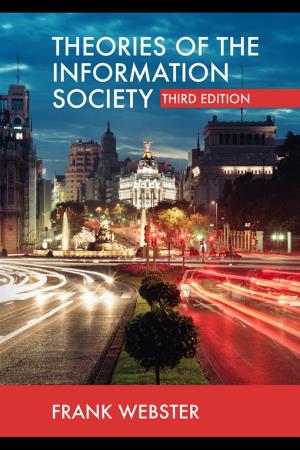 THEORIES OF THE
INFORMATION
SOCIETY THIRD EDITION
FRANK WEBSTER